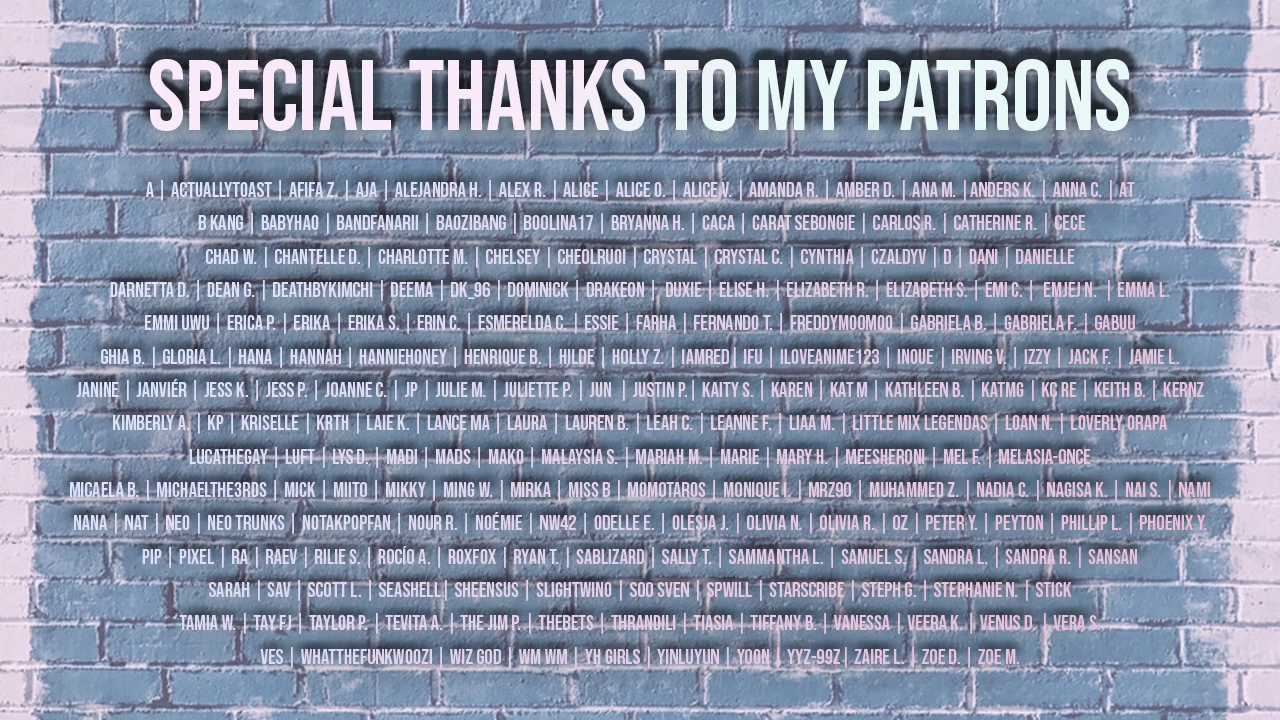 SPECIAL THANKS TO MY PATRONS
A | ACTUALLYTOAST | AFIFA Z. | AJA | ALEJANDRA H. | ALEX R. | ALICE | ALICE O. | ALICE V. | AMANDA R. | AMBER D. | ANA M. | ANDERS K. | ANNA C. | AT
B KANG | BABYHAO | BANDFANARII | BAOZIBANG | BOOLINA17 | BRYANNA H. | CACA | CARAT SEBONGIE | CARLOS R. | CATHERINE R. | CECE
CHAD W. | CHANTELLE D. | CHARLOTTE M. | CHELSEY | CHEOLRUOI | CRYSTAL | CRYSTAL C. | CYNTHIA | CZALDYV | D | DANI | DANIELLE
DARNETTA D. | DEAN G. | DEATHBYKIMCHI | DEEMA | DK_96 | DOMINICK | DRAKEON | DUXIE | ELISE H. | ELIZABETH R. | ELIZABETH S. | EMI C. | EMJEJ N. | EMMA L.
EMMI UWU | ERICA P. | ERIKA | ERIKA S. | ERIN C. | ESMERELDA C. | ESSIE | FARHA | FERNANDO T. | FREDDYMOOMOO | GABRIELA B. | GABRIELA F. | GABUU
GHIA B. | GLORIA L. | HANA | HANNAH | HANNIEHONEY | HENRIQUE B. | HILDE | HOLLY Z. | IAMRED | IFU | ILOVEANIME123 | INOUE | IRVING V. | IZZY | JACK F. | JAMIE L.
JANINE | JANVIÉR | JESS K. | JESS P. | JOANNE C. | JP | JULIE M. | JULIETTE P. | JUN | JUSTIN P. | KAITY S. | KAREN | KAT M | KATHLEEN B. | KATMG | KC RE | KEITH B. | KERNZ
KIMBERLY A. | KP | KRISELLE | KRTH | LAIE K. | LANCE MA | LAURA | LAUREN B. | LEAH C. | LEANNE F. | LIAA M. | LITTLE MIX LEGENDAS | LOAN N. | LOVERLY ORAPA
LUCATHEGAY | LUFT | LYS D. | MADI | MADS | MAKO | MALAYSIA S. | MARIAH M. | MARIE | MARY H. | MEESHERONI | MEL F. | MELASIA-ONCE
MICAELA B. | MICHAELTHE3RDS | MICK | MIITO | MIKKY | MING W. | MIRKA | MISS B | MOMOTAROS | MONIQUE I. | MRZ90 | MUHAMMED Z. | NADIA C. | NAGISA K. | NAI S. | NAMI
NANA | NAT | NEO | NEO TRUNKS | NOTAKPOPFAN | NOUR R. | NOÉMIE | NW42 | ODELLE E. | OLESJA J. | OLIVIA N. | OLIVIA R. | OZ | PETER Y. | PEYTON | PHILLIP L. | PHOENIX Y.
PIP | PIXEL | RA | RAEV | RILIE S. | ROCÍO A. | ROXFOX | RYAN T. | SABLIZARD | SALLY T. | SAMMANTHA L. | SAMUEL S. | SANDRA L. | SANDRA R. | SANSAN
SARAH | SAV | SCOTT L. | SEASHELL | SHEENSUS | SLIGHTWINO | SOO SVEN | SPWILL | STARSCRIBE | STEPH G. | STEPHANIE N. | STICK
TAMIA W. | TAY FJ | TAYLOR P. | TEVITA A. | THE JIM P. | THEBETS | THRANDILI | TIASIA | TIFFANY B. | VANESSA | VEEBA K. | VENUS D. | VERA S.
VES | WHATTHEFUNKWOOZI | WIZ GOD | WM WM | YH GIRLS | YINLUYUN | YOON | YYZ-99Z | ZAIRE L. | ZOE D. | ZOE M.